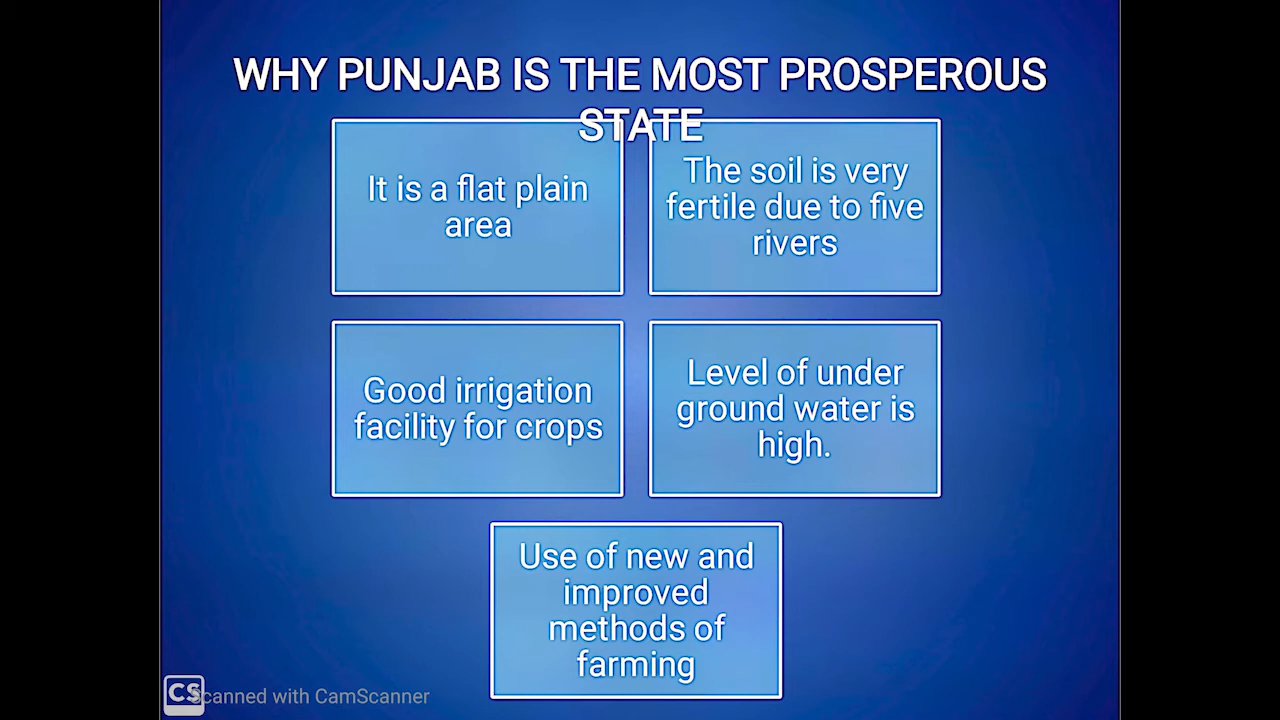 WHY PUNJAB IS THE MOST PROSPEROUS
STATE
It is a flat plain
area
The soil is very
fertile due to five
rivers
Good irrigation
facility for crops
Level of under
ground water is
high.
Use of new and
improved
methods of
farming
CS Scanned with CamScanner